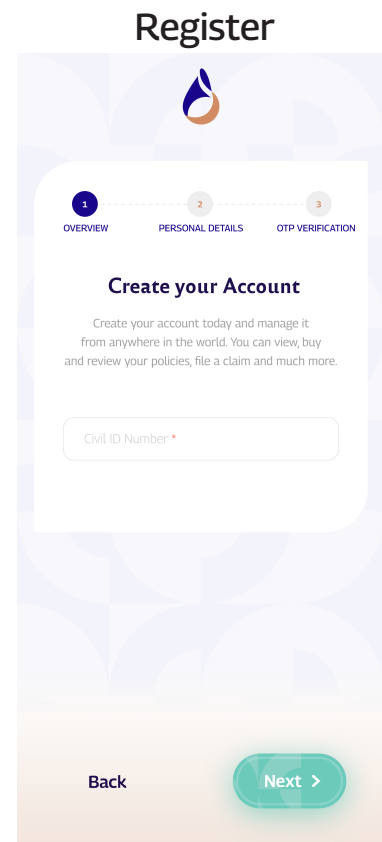 Register
1
2
3
OVERVIEW
PERSONAL DETAILS
OTP VERIFICATION
Create your Account
Create your account today and manage it
from anywhere in the world. You can view, buy
and review your policies, file a claim and much more.
Civil ID Number *
Back
Next